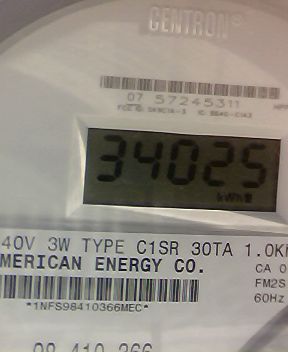 CENTRON®
07 57245311
34025
kWh
40V 3W TYPE C1SR 30TA 1.0K
MERICAN ENERGY CO.
CA 0
FM2S
60Hz
*1NFS98410366MEC*
98 410 366